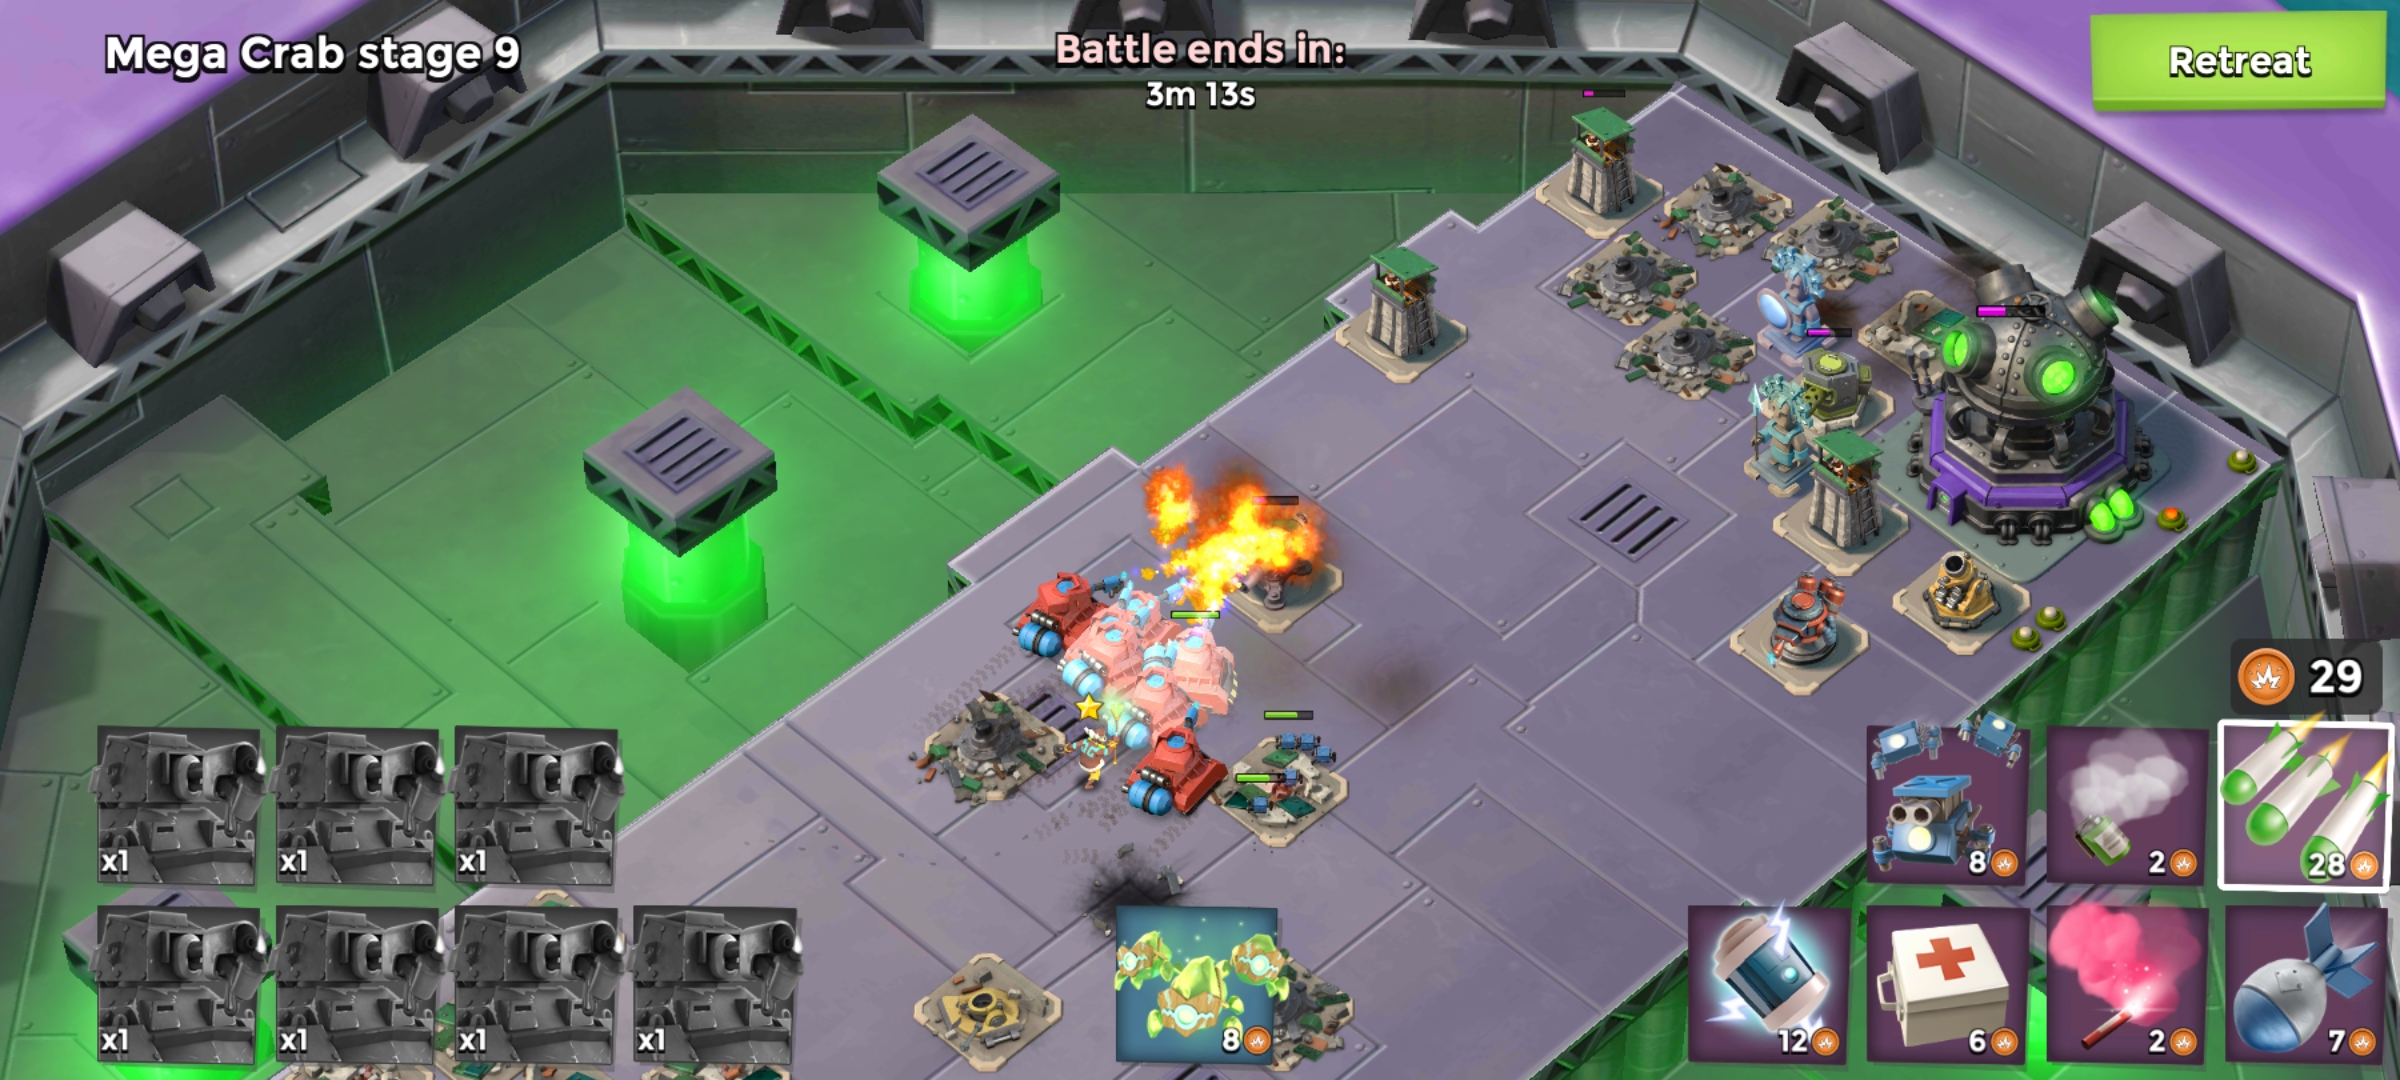 Mega Crab stage 9
Battle ends in:
3m 13s
Retreat
29
8
2
28
x1
x1
x1
x1
x1
x1
x1
8
12
6
2
7